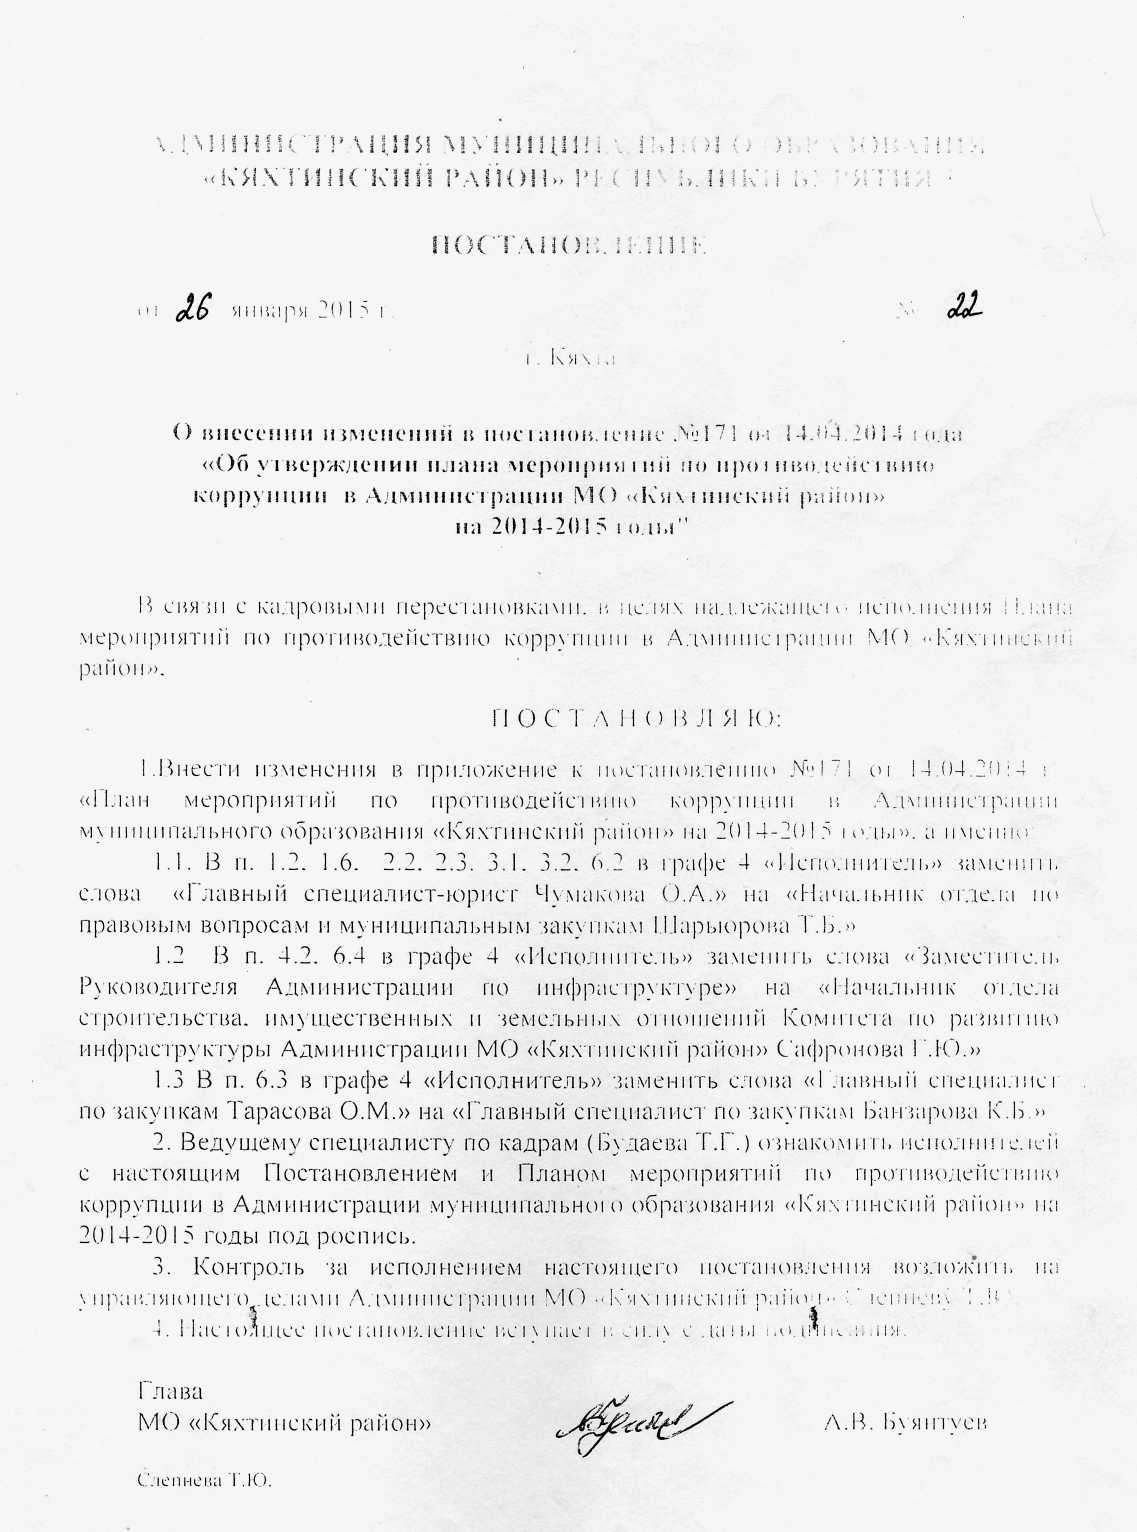 АДМИНИСТРАЦИЯ МУНИЦИПАЛЬНОГО ОБРАЗОВАНИЯ
«КЯХТИНСКИЙ РАЙОН» РЕСПУБЛИКИ БУРЯТИЯ
ПОСТАНОВЛЕНИЕ
от 26 января 2015 г. № 22
г. Кяхта
О внесении изменений в постановление №171 от 14.04.2014 года
«Об утверждении плана мероприятий по противодействию
коррупции в Администрации МО «Кяхтинский район»
на 2014-2015 годы"
В связи с кадровыми перестановками, в целях надлежащего исполнения Плана
мероприятий по противодействию коррупции в Администрации МО «Кяхтинский
район»,
П О С Т А Н О В Л Я Ю:
1.Внести изменения в приложение к постановлению №171 от 14.04.2014 г
«План мероприятий по противодействию коррупции в Администрации
муниципального образования «Кяхтинский район» на 2014-2015 годы», а именно:
1.1. В п. 1.2. 1.6. 2.2. 2.3. 3.1. 3.2. 6.2 в графе 4 «Исполнитель» заменить
слова «Главный специалист-юрист Чумакова О.А.» на «Начальник отдела по
правовым вопросам и муниципальным закупкам Шарыюрова Т.Б.»
1.2 В п. 4.2. 6.4 в графе 4 «Исполнитель» заменить слова «Заместитель
Руководителя Администрации по инфраструктуре» на «Начальник отдела
строительства, имущественных и земельных отношений Комитета по развитию
инфраструктуры Администрации МО «Кяхтинский район» Сафронова Г.Ю.»
1.3 В п. 6.3 в графе 4 «Исполнитель» заменить слова «Главный специалист
по закупкам Тарасова О.М.» на «Главный специалист по закупкам Банзарова К.Б.»
2. Ведущему специалисту по кадрам (Будаева Т.Г.) ознакомить исполнителей
с настоящим Постановлением и Планом мероприятий по противодействию
коррупции в Администрации муниципального образования «Кяхтинский район» на
2014-2015 годы под роспись.
3. Контроль за исполнением настоящего постановления возложить на
управляющего делами Администрации МО «Кяхтинский район»
4. Настоящее постановление вступает в силу с даты подписания.
Глава
МО «Кяхтинский район» А.В. Буянтуев
Слепнева Т.Ю.